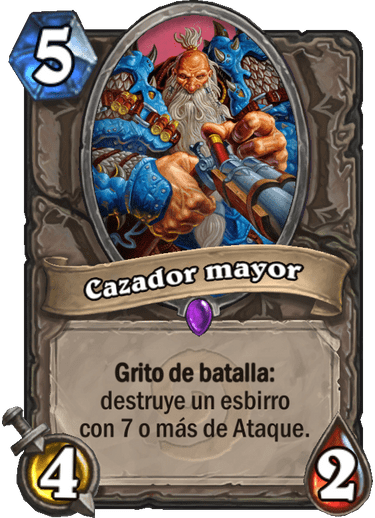 5
Cazador mayor
Grito de batalla:
destruye un esbirro
con 7 o más de Ataque.
4
2